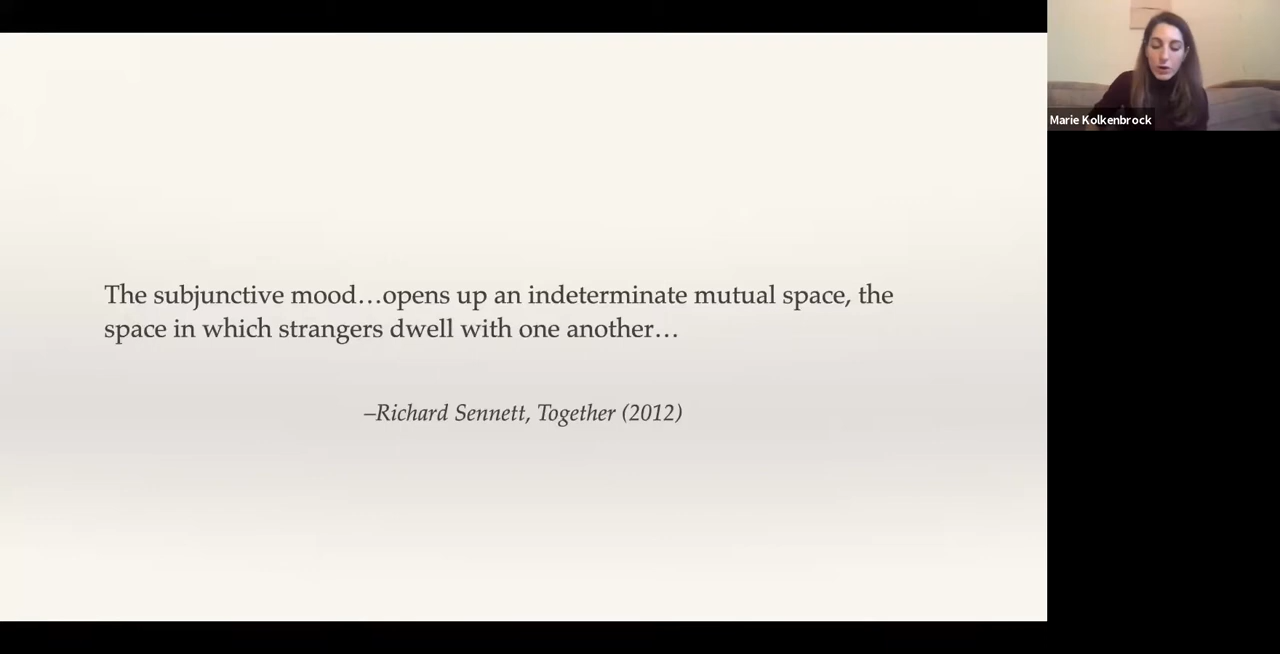 Marie Kolkenbrock
The subjunctive mood…opens up an indeterminate mutual space, the
space in which strangers dwell with one another…
–Richard Sennett, Together (2012)